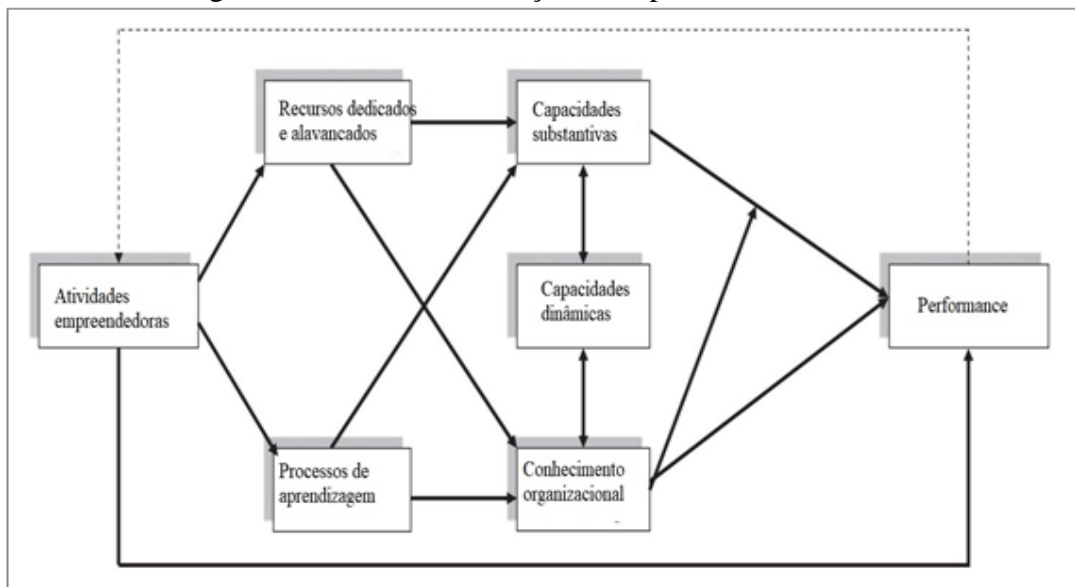 Recursos dedicados
e alavancados
Capacidades
substantivas
Atividades
empreendedoras
Capacidades
dinâmicas
Performance
Processos de
aprendizagem
Conhecimento
organizacional